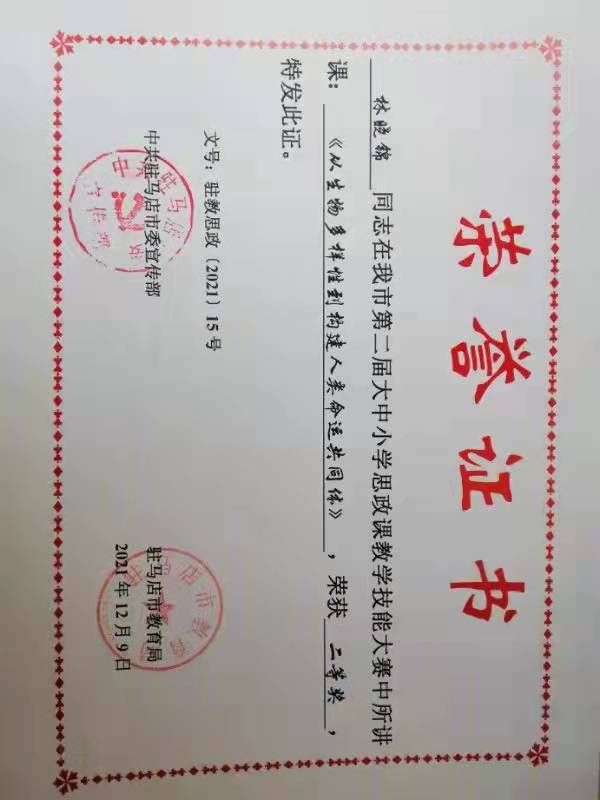 荣誉证书
林晓锦 同志在我市第二届大中小学思政课教学技能大赛中所讲
课：《从生物多样性到构建人类命运共同体》，荣获 二等奖，
特发此证。
文号：驻教思政〔2021〕15号
中共驻马店市委宣传部
驻马店市教育局
2021年12月9日